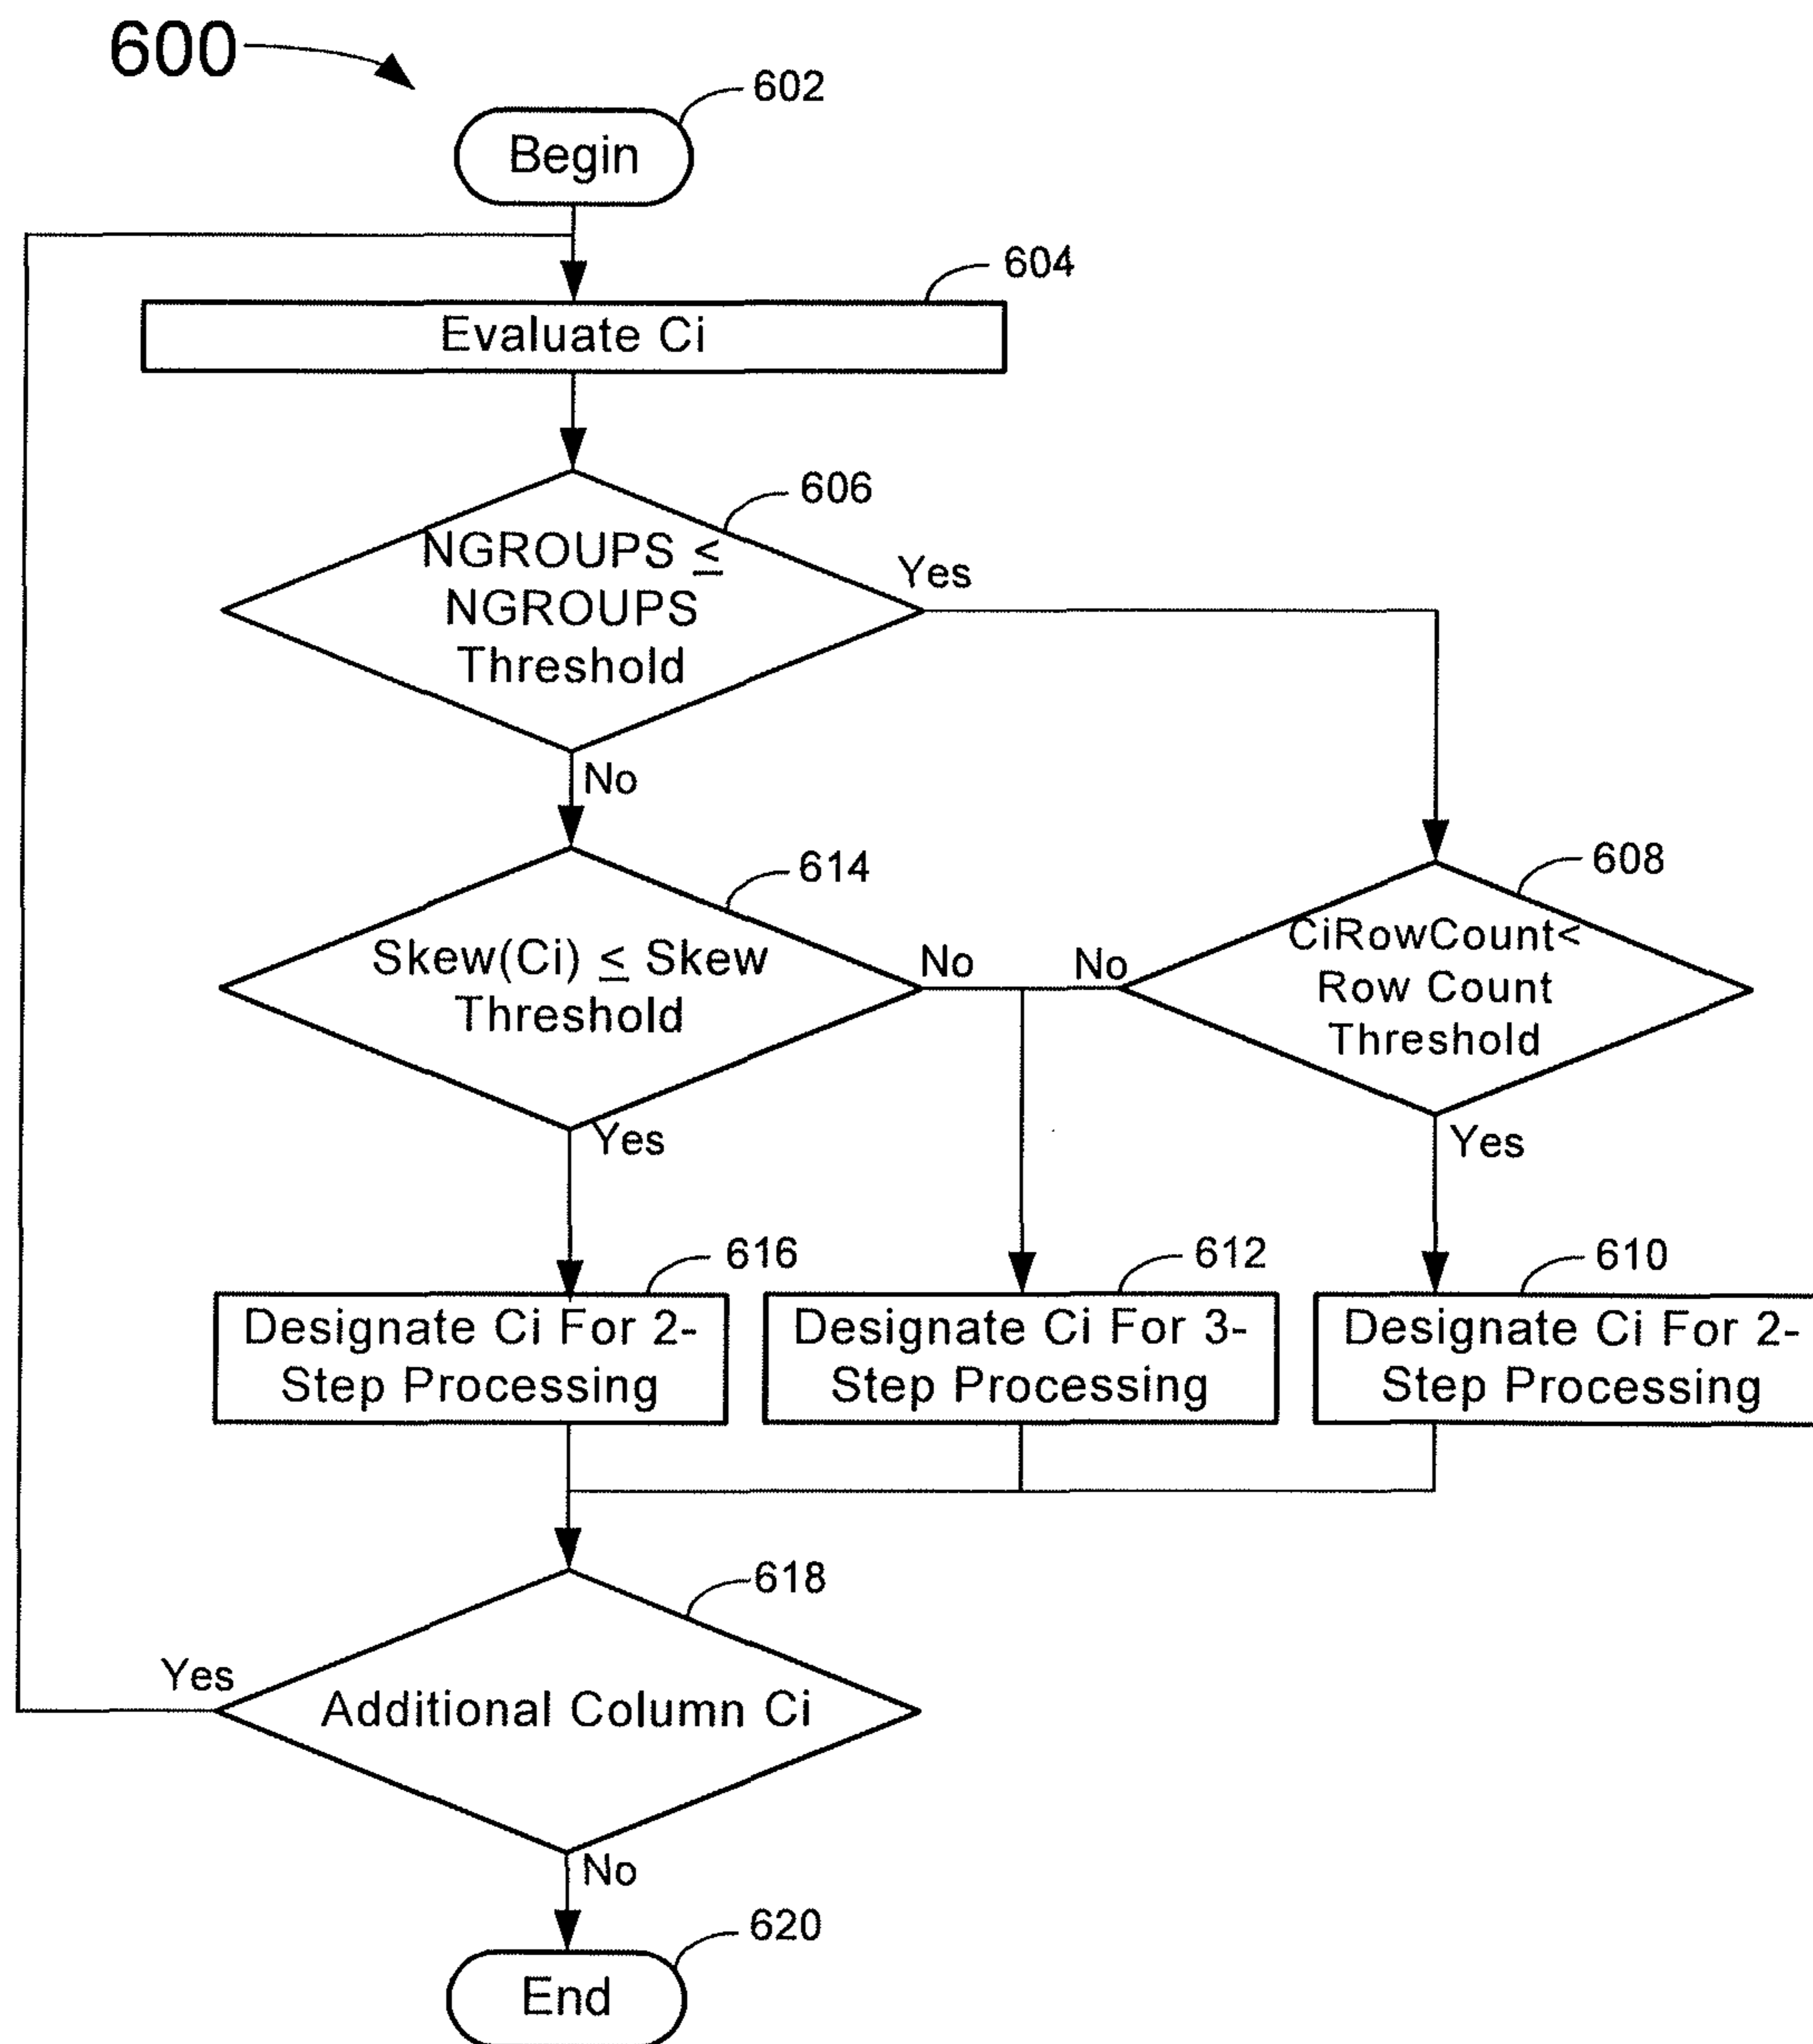 600
602
Begin
604
Evaluate Ci
606
NGROUPS ≤
NGROUPS
Threshold
Yes
No
614
608
Skew(Ci) ≤ Skew
Threshold
No
No
CiRowCount<
Row Count
Threshold
Yes
Yes
616
612
610
Designate Ci For 2-
Step Processing
Designate Ci For 3-
Step Processing
Designate Ci For 2-
Step Processing
618
Yes
Additional Column Ci
No
620
End